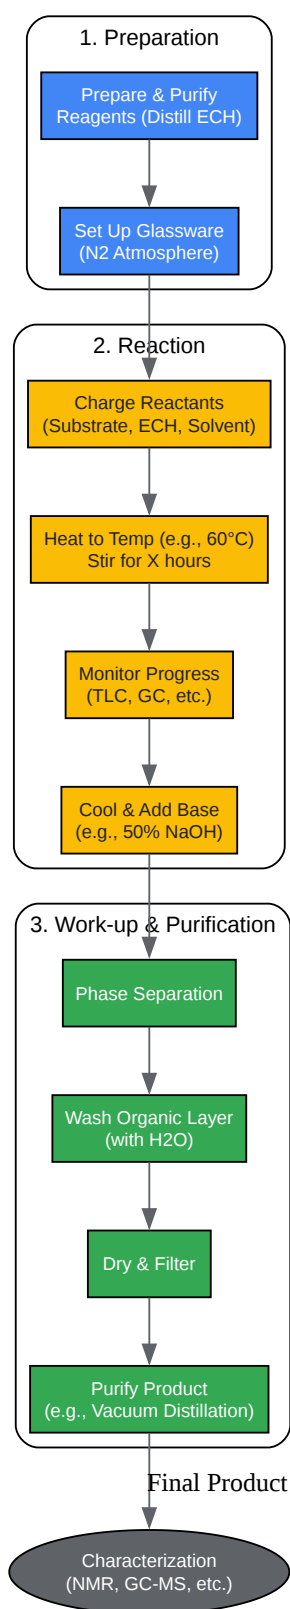 1. Preparation
Prepare & Purify
Reagents (Distill ECH)
Set Up Glassware
(N2 Atmosphere)
2. Reaction
Charge Reactants
(Substrate, ECH, Solvent)
Heat to Temp (e.g., 60°C)
Stir for X hours
Monitor Progress
(TLC, GC, etc.)
Cool & Add Base
(e.g., 50% NaOH)
3. Work-up & Purification
Phase Separation
Wash Organic Layer
(with H2O)
Dry & Filter
Purify Product
(e.g., Vacuum Distillation)
Final Product
Characterization
(NMR, GC-MS, etc.)